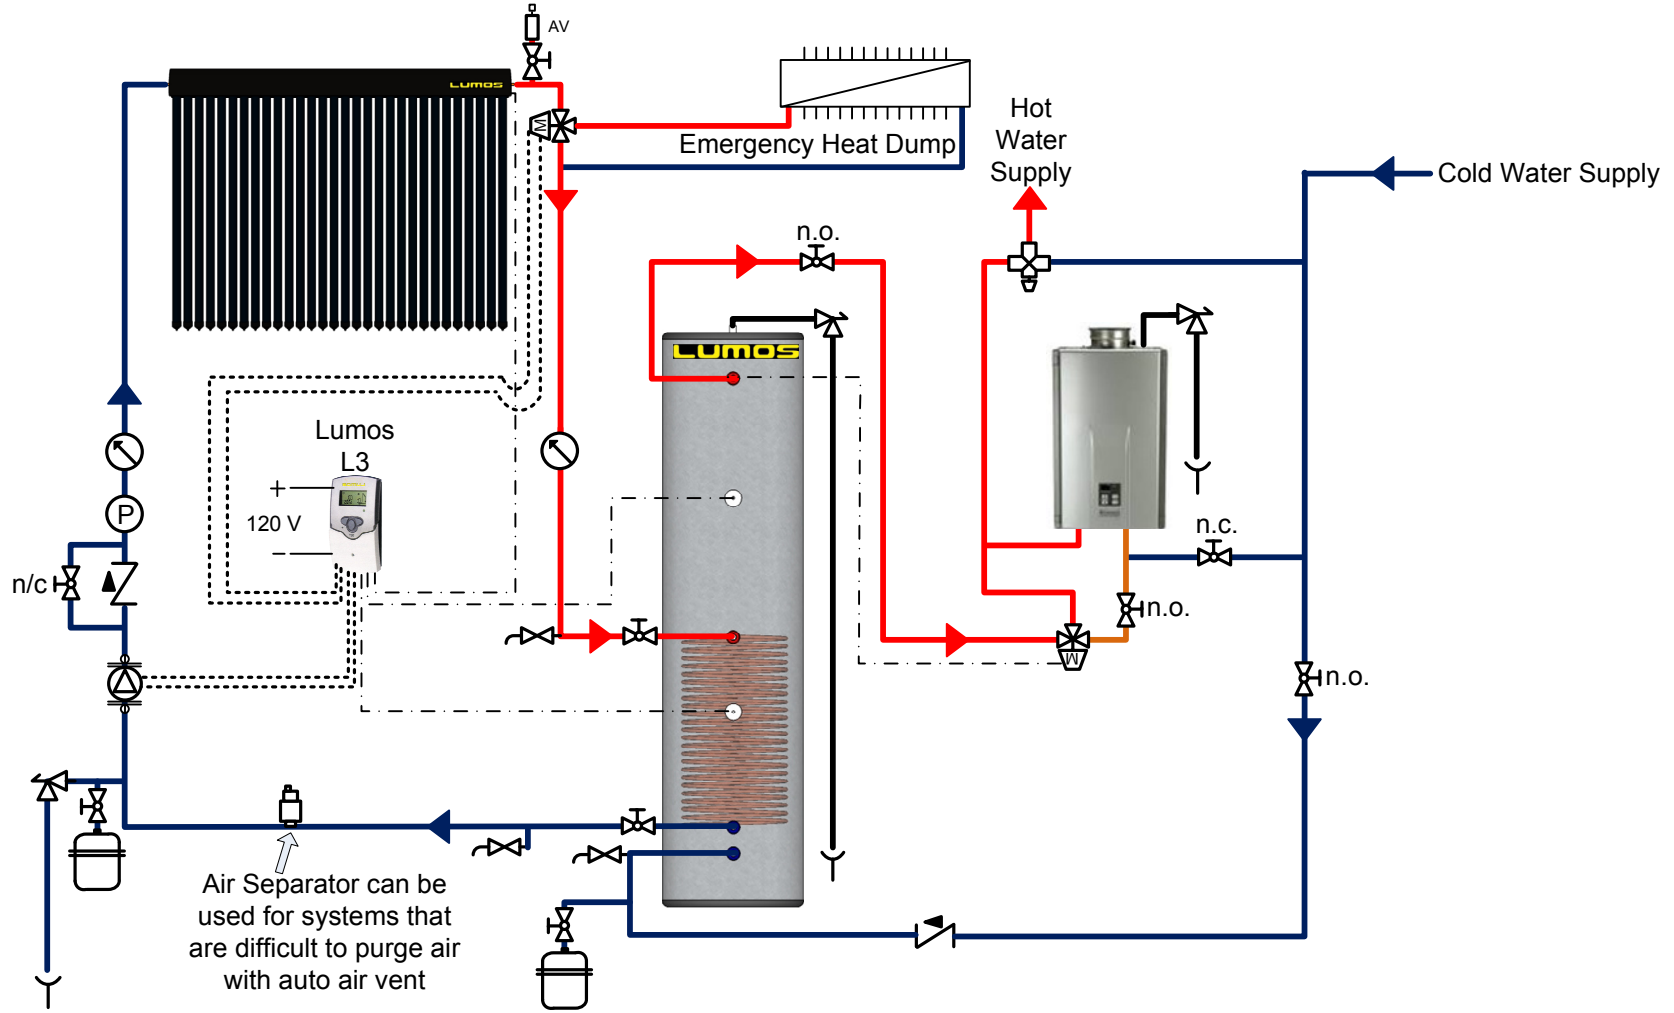 AV
LUMOS
Emergency Heat Dump
Hot
Water
Supply
Cold Water Supply
M
n.o.
LUMOS
Lumos
L3
+
120 V
−
P
n/c
n.c.
n.o.
M
n.o.
Air Separator can be
used for systems that
are difficult to purge air
with auto air vent